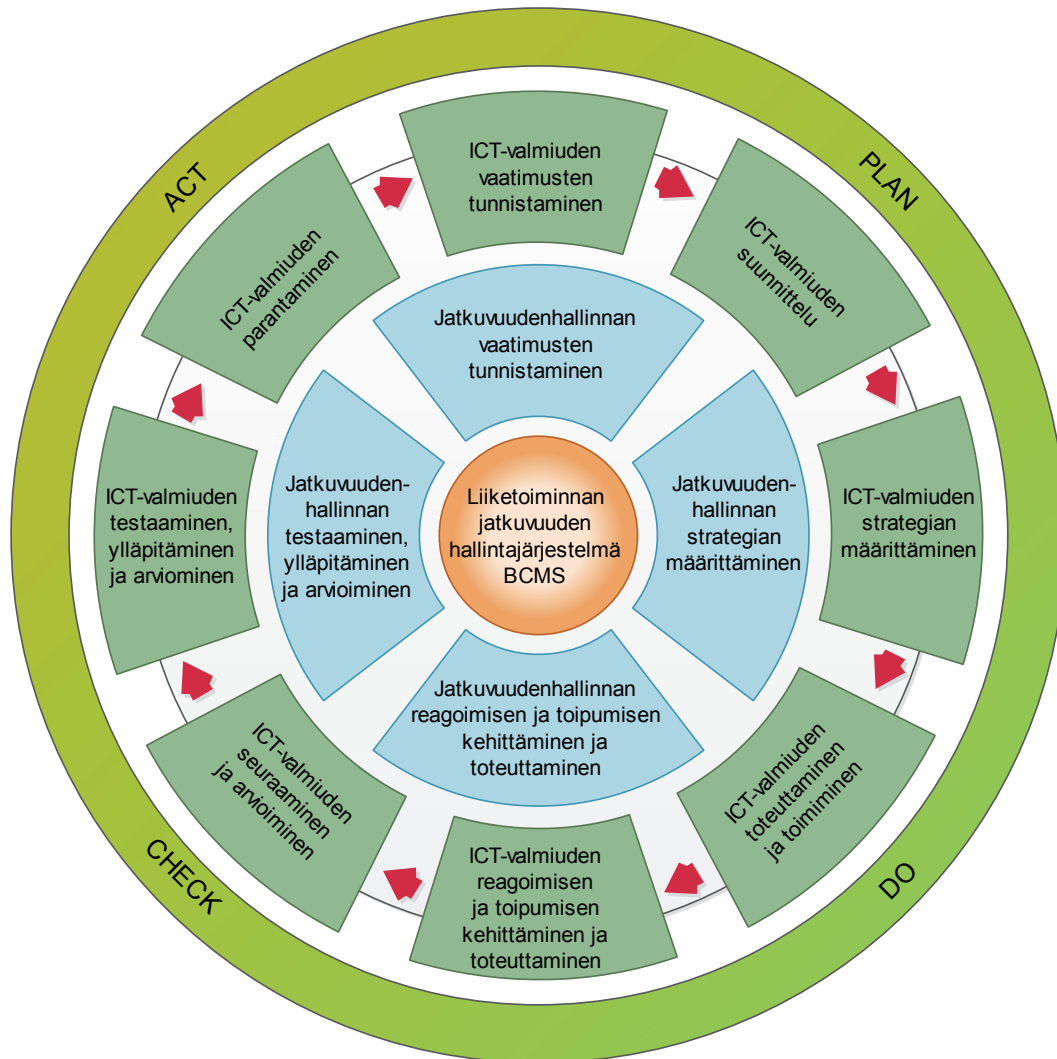 ACT
PLAN
DO
CHECK
ICT-valmiuden
vaatimusten
tunnistaminen
ICT-valmiuden
suunnittelu
ICT-valmiuden
strategian
määrittäminen
ICT-valmiuden
toteuttaminen
ja toimiminen
ICT-valmiuden
reagoimisen
ja toipumisen
kehittäminen ja
toteuttaminen
ICT-valmiuden
seuraaminen
ja arvioiminen
ICT-valmiuden
testaaminen,
ylläpitäminen
ja arviominen
ICT-valmiuden
parantaminen
Jatkuvuudenhallinnan
vaatimusten
tunnistaminen
Jatkuvuuden-
hallinnan
strategian
määrittäminen
Jatkuvuudenhallinnan
reagoimisen ja toipumisen
kehittäminen ja
toteuttaminen
Jatkuvuuden-
hallinnan
testaaminen,
ylläpitäminen
ja arvioiminen
Liiketoiminnan
jatkuvuuden
hallintajärjestelmä
BCMS